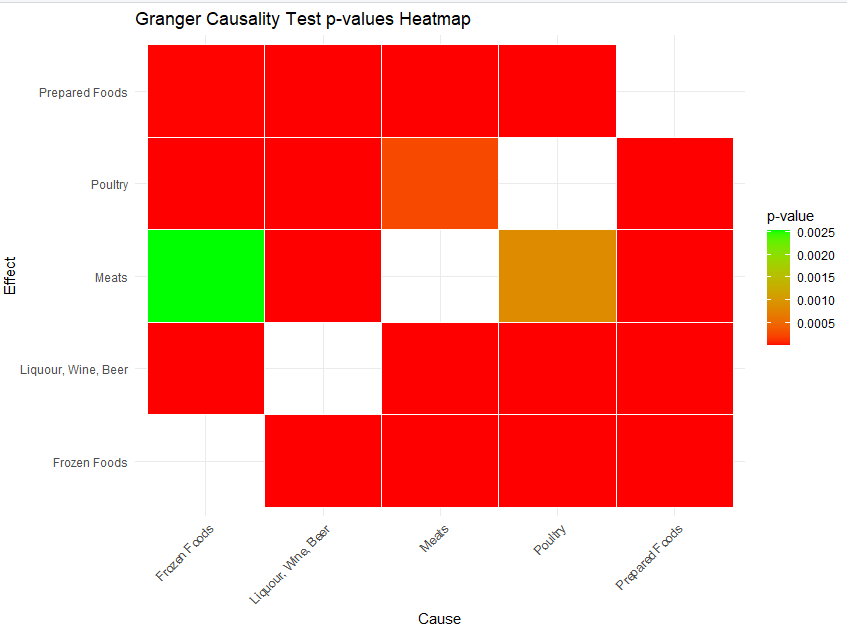 Granger Causality Test p-values Heatmap
Effect
Prepared Foods
Poultry
Meats
Liquour, Wine, Beer
Frozen Foods
Frozen Foods
Liquour, Wine, Beer
Meats
Poultry
Prepared Foods
Cause
p-value
0.0025
0.0020
0.0015
0.0010
0.0005